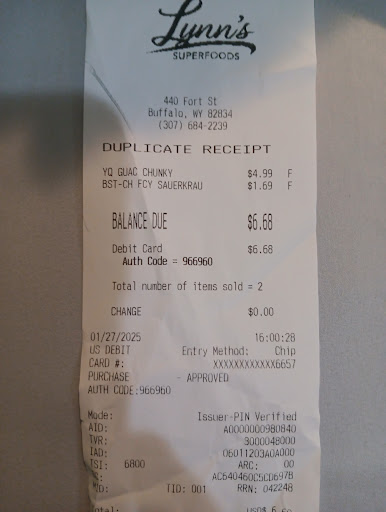 Lynn's
SUPERFOODS
440 Fort St
Buffalo, WY 82834
(307) 684-2239
DUPLICATE RECEIPT
YQ GUAC CHUNKY $4.99 F
BST-CH FCY SAUERKRAU $1.69 F
BALANCE DUE $6.68
Debit Card $6.68
Auth Code = 966960
Total number of items sold = 2
CHANGE $0.00
01/27/2025 16:00:28
US DEBIT Entry Method: Chip
CARD #: XXXXXXXXXXXX6657
PURCHASE - APPROVED
AUTH CODE:966960
Mode: Issuer-PIN Verified
AID: A0000000980840
TVR: 3000048000
IAD: 06011203A0A000
TSI: 6800 ARC: 00
AC640460C5CD697B
TID: 001 RRN: 042248